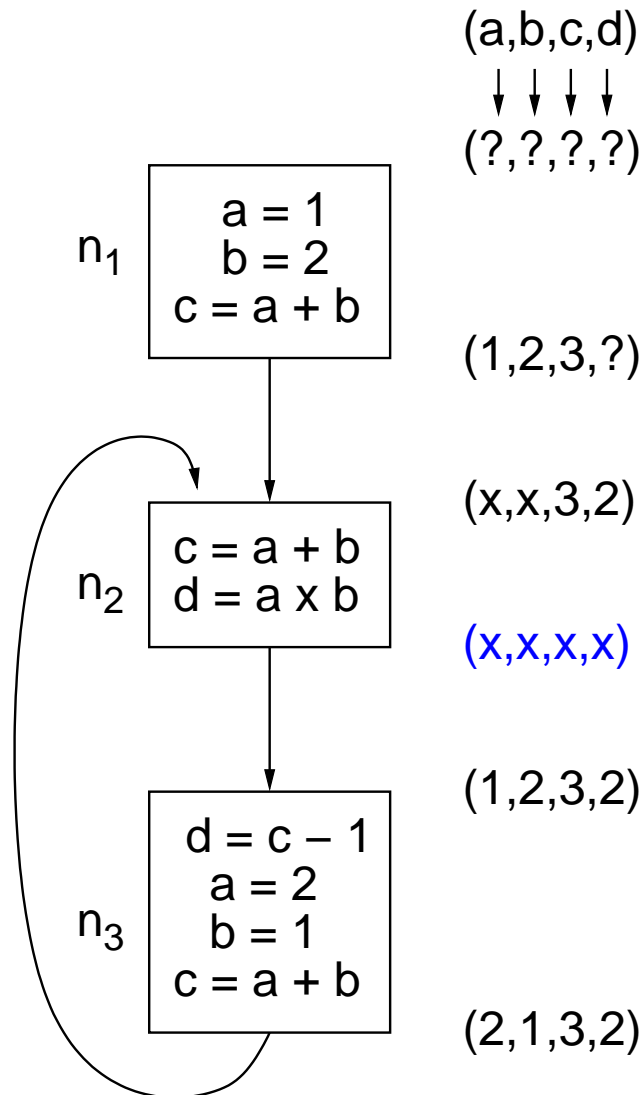 (a,b,c,d)
(?,?,?,?)
n₁
a = 1
b = 2
c = a + b
(1,2,3,?)
(x,x,3,2)
n₂
c = a + b
d = a x b
(x,x,x,x)
(1,2,3,2)
n₃
d = c – 1
a = 2
b = 1
c = a + b
(2,1,3,2)